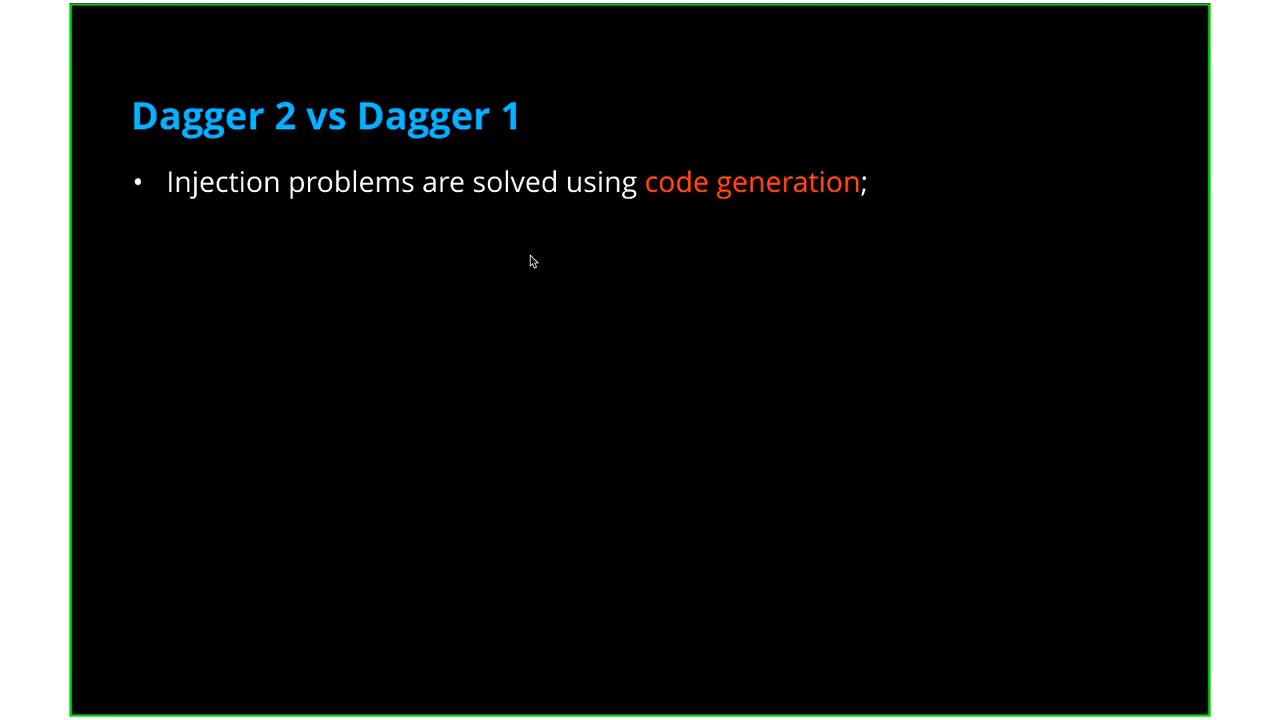 Dagger 2 vs Dagger 1
• Injection problems are solved using code generation;